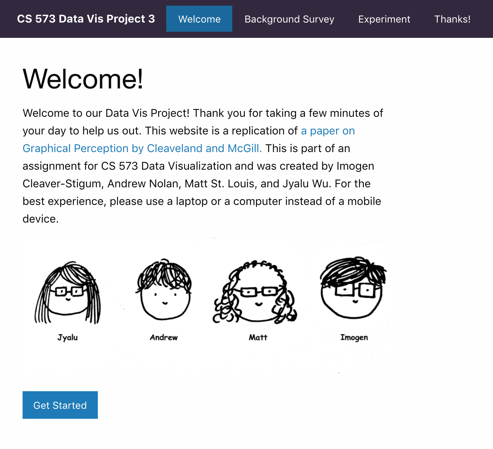 CS 573 Data Vis Project 3 Welcome Background Survey Experiment Thanks!
Welcome!
Welcome to our Data Vis Project! Thank you for taking a few minutes of
your day to help us out. This website is a replication of a paper on
Graphical Perception by Cleaveland and McGill. This is part of an
assignment for CS 573 Data Visualization and was created by Imogen
Cleaver-Stigum, Andrew Nolan, Matt St. Louis, and Jyalu Wu. For the
best experience, please use a laptop or a computer instead of a mobile
device.
Jyalu Andrew Matt Imogen
Get Started